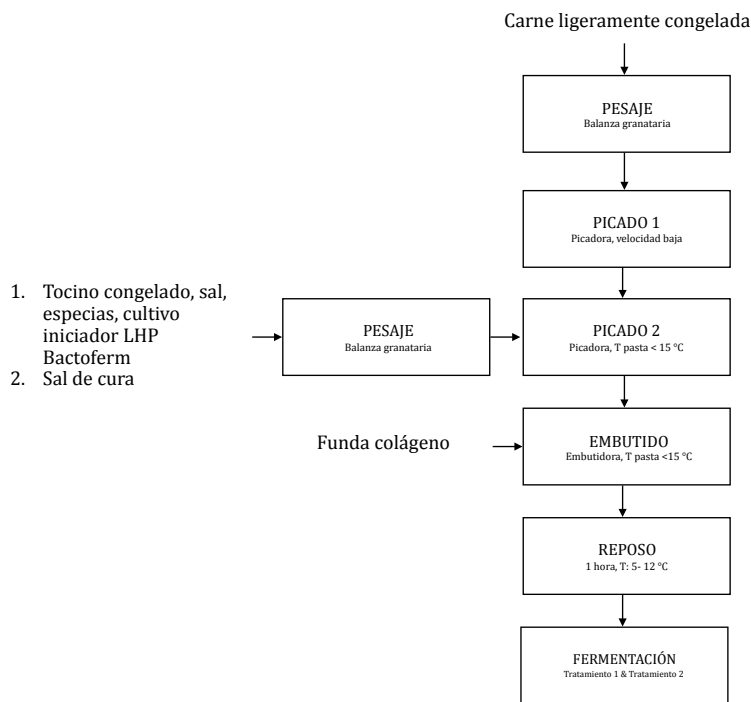 Carne ligeramente congelada
PESAJE
Balanza granataria
PICADO 1
Picadora, velocidad baja
1. Tocino congelado, sal,
especias, cultivo
iniciador LHP
Bactoferm
2. Sal de cura
PESAJE
Balanza granataria
PICADO 2
Picadora, T pasta < 15 °C
Funda colágeno
EMBUTIDO
Embutidora, T pasta <15 °C
REPOSO
1 hora, T: 5- 12 °C
FERMENTACIÓN
Tratamiento 1 & Tratamiento 2